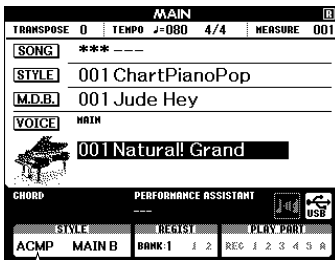 MAIN R
TRANSPOSE 0 TEMPO ♩=080 4/4 MEASURE 001
SONG *** ---
STYLE 001 ChartPianoPop
M.D.B. 001 Jude Hey
VOICE MAIN
001 Natural! Grand
CHORD PERFORMANCE ASSISTANT
---
USB
STYLE REGIST PLAY PART
ACMP MAIN B BANK:1 1 2 REC 1 2 3 4 5 A